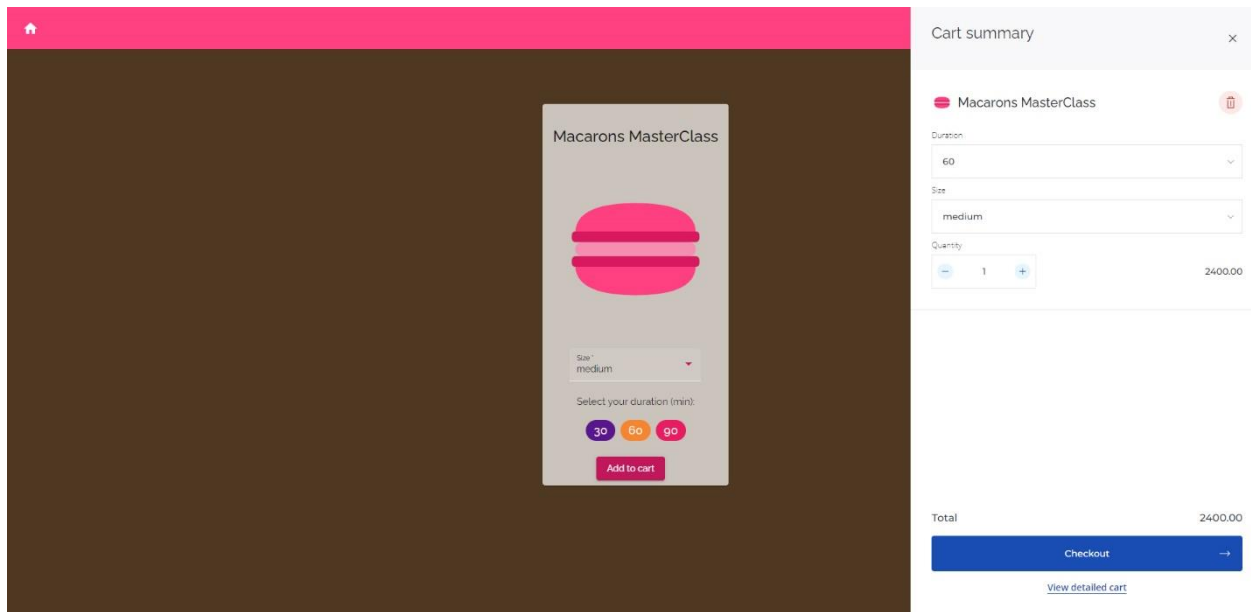 Macarons MasterClass
Size *
medium
Select your duration (min):
30 60 90
Add to cart
Cart summary
Macarons MasterClass
Duration
60
Size
medium
Quantity
− 1 + 2400.00
Total 2400.00
Checkout →
View detailed cart